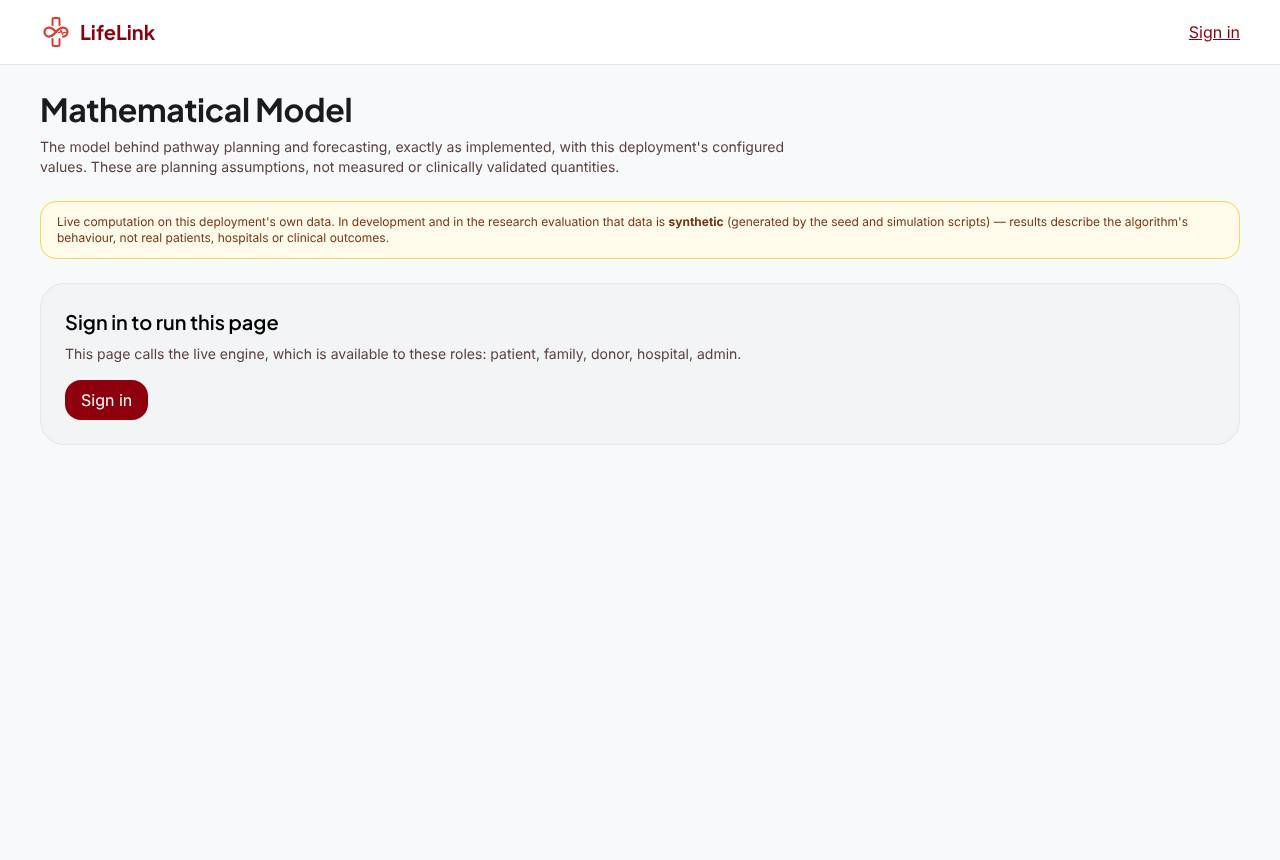 LifeLink
Sign in
Mathematical Model
The model behind pathway planning and forecasting, exactly as implemented, with this deployment's configured
values. These are planning assumptions, not measured or clinically validated quantities.
Live computation on this deployment's own data. In development and in the research evaluation that data is synthetic (generated by the seed and simulation scripts) — results describe the algorithm's
behaviour, not real patients, hospitals or clinical outcomes.
Sign in to run this page
This page calls the live engine, which is available to these roles: patient, family, donor, hospital, admin.
Sign in